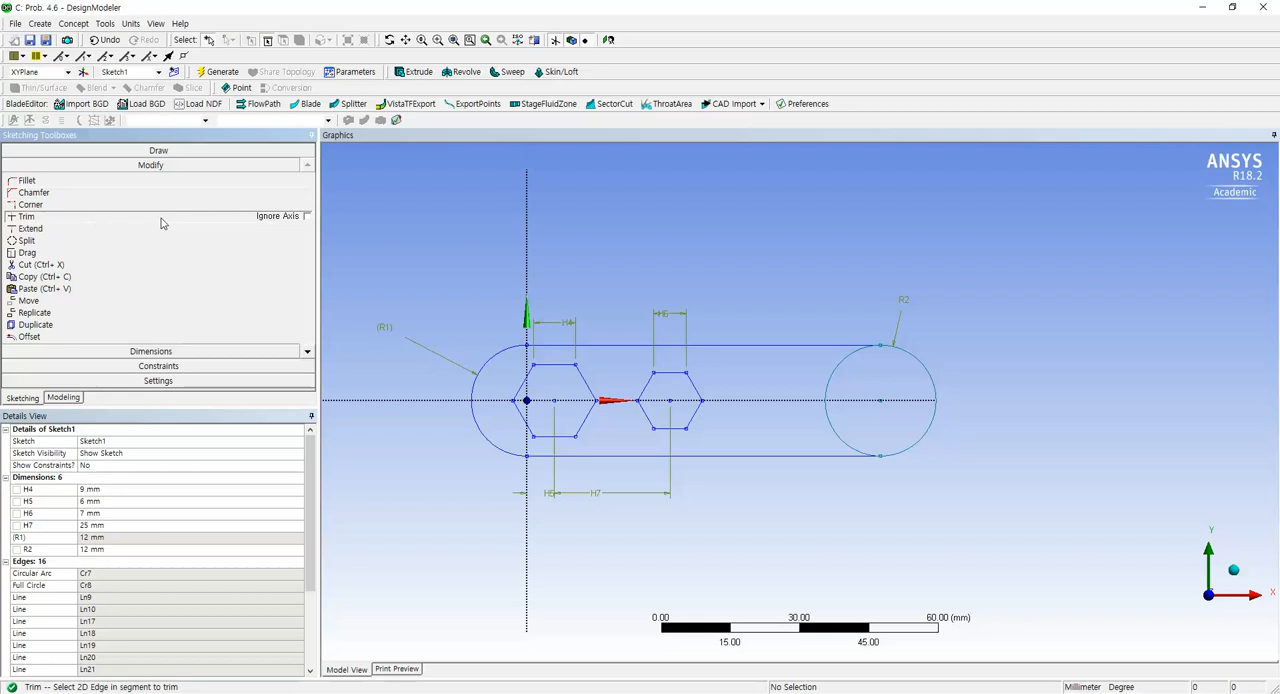 C: Prob. 4.6 - DesignModeler
File Create Concept Tools Units View Help
Undo Redo Select:
XYPlane Sketch1 Generate Share Topology Parameters Extrude Revolve Sweep Skin/Loft
Thin/Surface Blend Chamfer Slice Point Conversion
BladeEditor: Import BGD Load BGD Load NDF FlowPath Blade Splitter VistaTFExport ExportPoints StageFluidZone SectorCut ThroatArea CAD Import Preferences
Sketching Toolboxes
Draw
Modify
Fillet
Chamfer
Corner
Trim Ignore Axis
Extend
Split
Drag
Cut (Ctrl+ X)
Copy (Ctrl+ C)
Paste (Ctrl+ V)
Move
Replicate
Duplicate
Offset
Dimensions
Constraints
Settings
Sketching Modeling
Details View
Details of Sketch1
Sketch Sketch1
Sketch Visibility Show Sketch
Show Constraints? No
Dimensions: 6
H4 9 mm
H5 6 mm
H6 7 mm
H7 25 mm
(R1) 12 mm
R2 12 mm
Edges: 16
Circular Arc Cr7
Full Circle Cr8
Line Ln9
Line Ln10
Line Ln17
Line Ln18
Line Ln19
Line Ln20
Line Ln21
Graphics
ANSYS
R18.2
Academic
(R1)
H4
H6
R2
H5
H7
Y
X
0.00 30.00 60.00 (mm)
15.00 45.00
Model View Print Preview
Trim -- Select 2D Edge in segment to trim
No Selection
Millimeter Degree 0 0